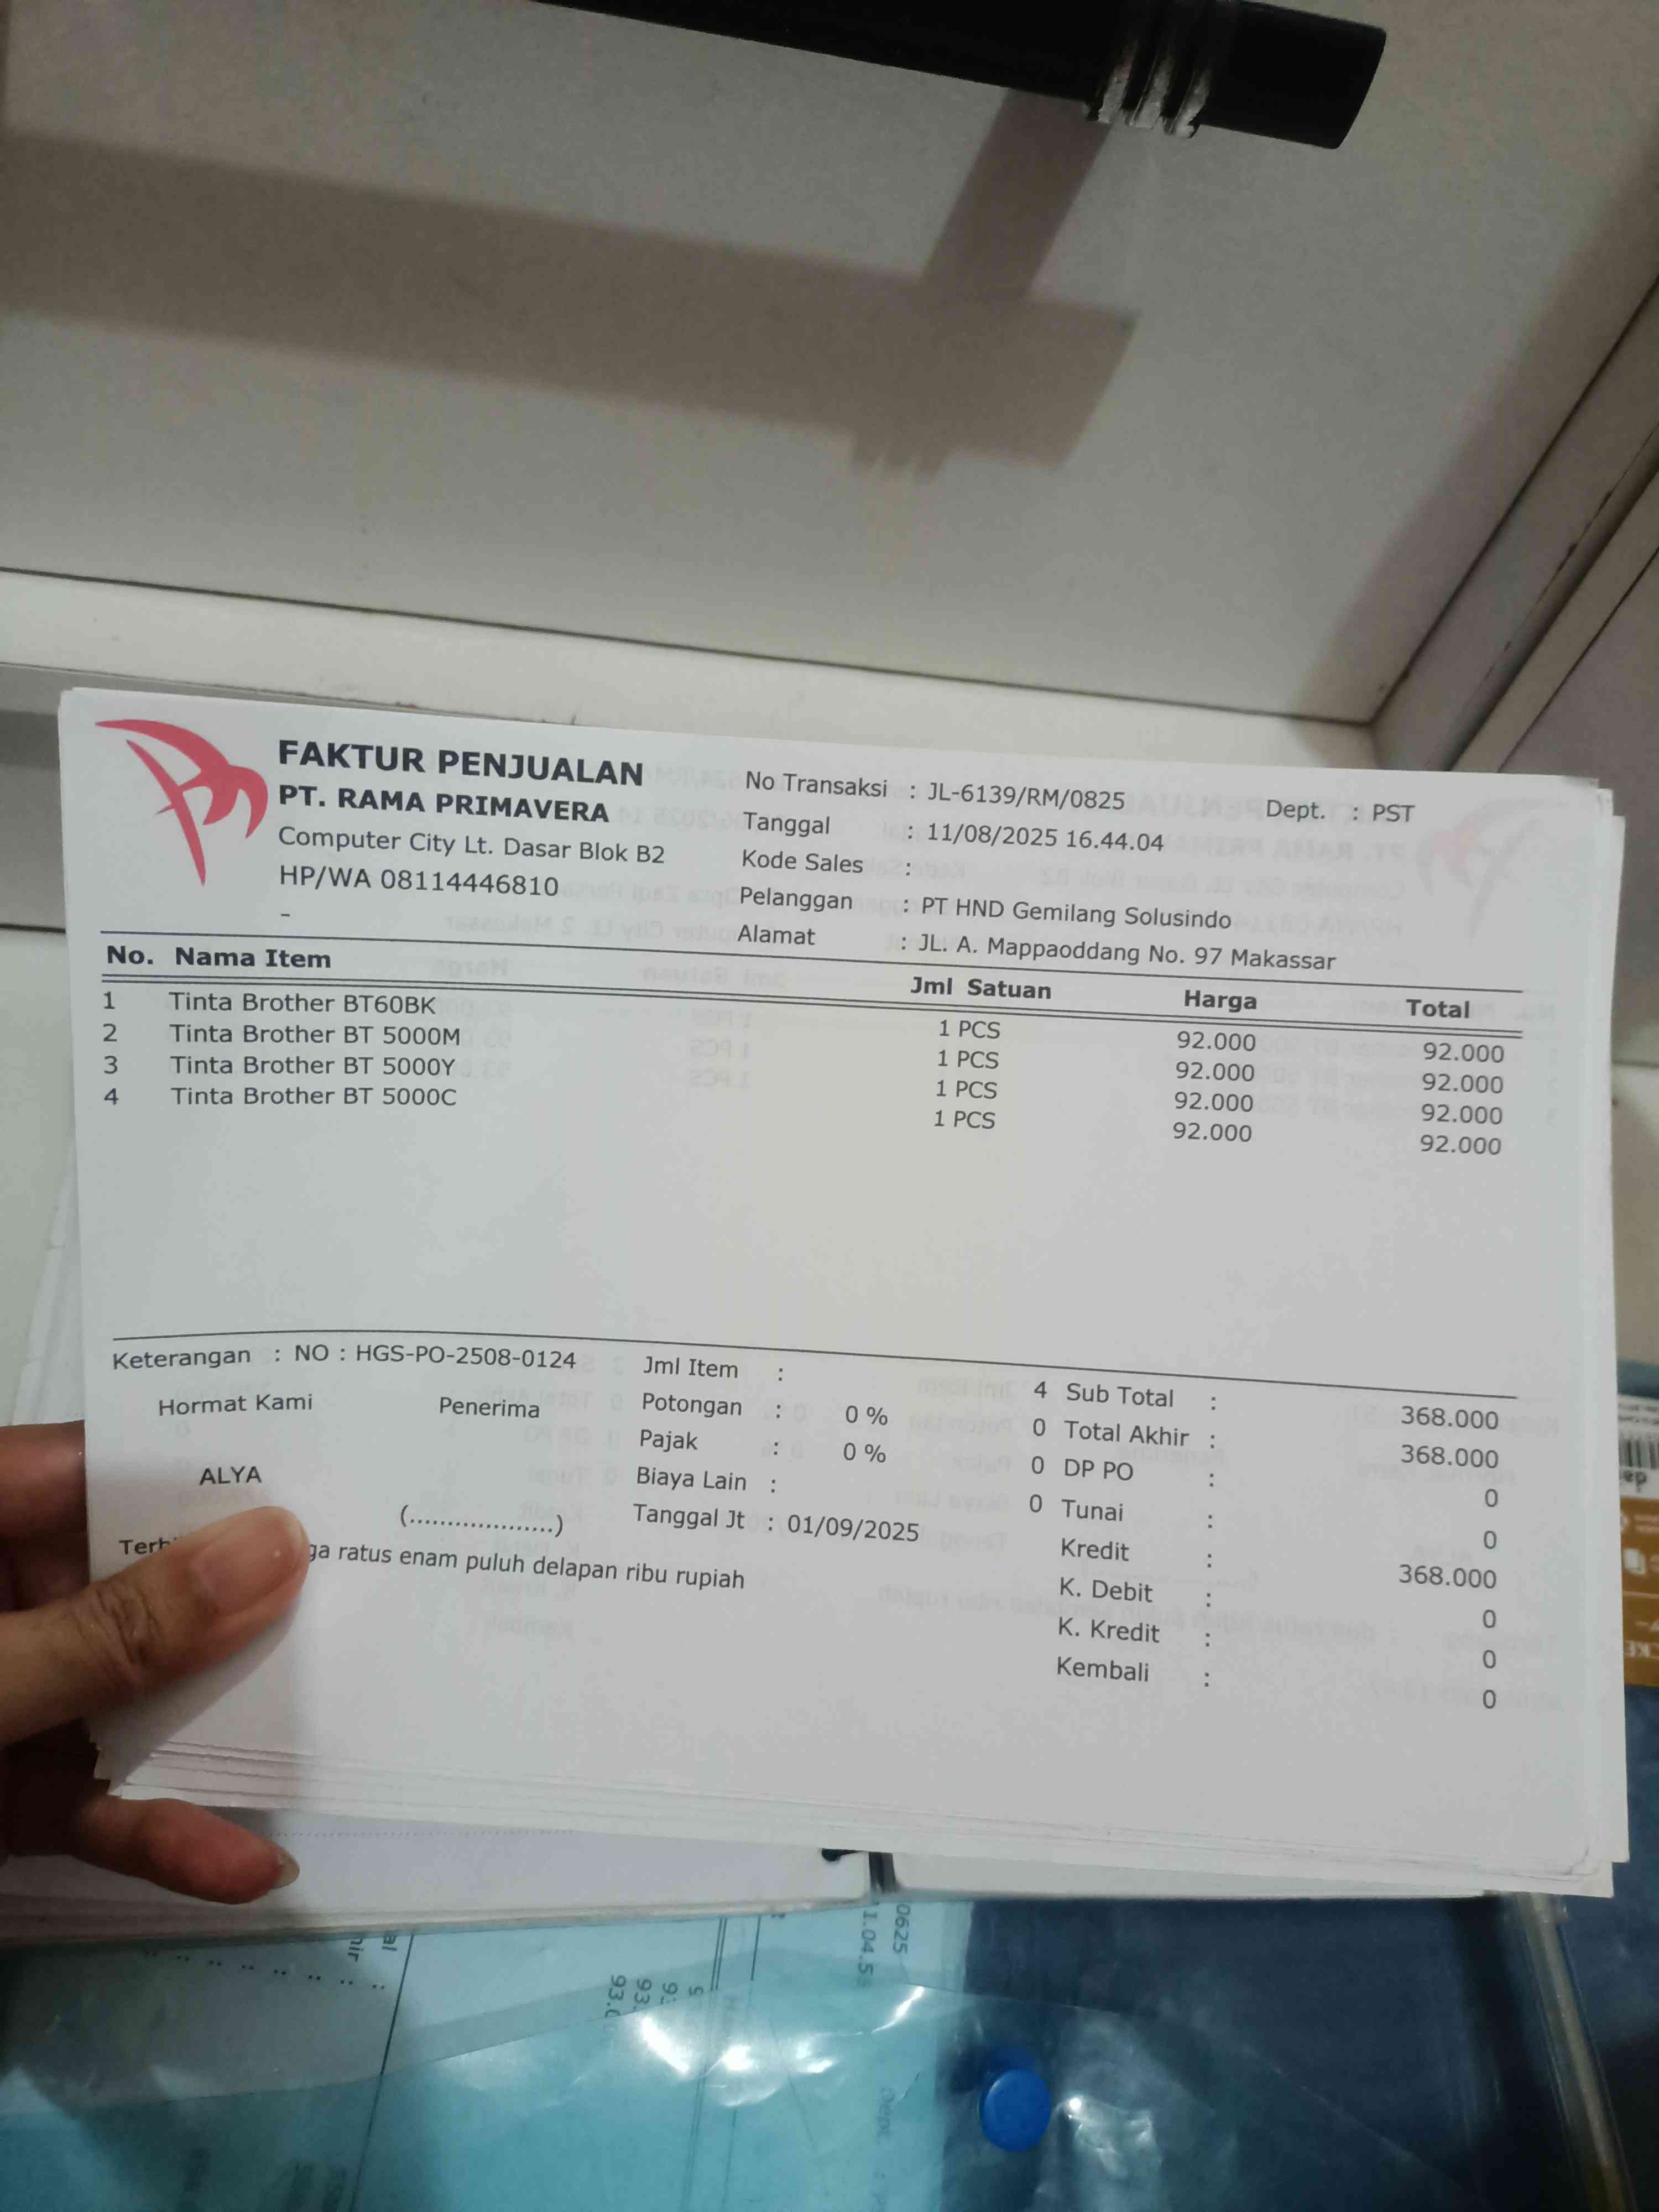 FAKTUR PENJUALAN
PT. RAMA PRIMAVERA
Computer City Lt. Dasar Blok B2
HP/WA 08114446810
-
No Transaksi : JL-6139/RM/0825 Dept. : PST
Tanggal : 11/08/2025 16.44.04
Kode Sales :
Pelanggan : PT HND Gemilang Solusindo
Alamat : JL. A. Mappaoddang No. 97 Makassar
No. Nama Item Jml Satuan Harga Total
1 Tinta Brother BT60BK 1 PCS 92.000 92.000
2 Tinta Brother BT 5000M 1 PCS 92.000 92.000
3 Tinta Brother BT 5000Y 1 PCS 92.000 92.000
4 Tinta Brother BT 5000C 1 PCS 92.000 92.000
Keterangan : NO : HGS-PO-2508-0124
Hormat Kami Penerima
ALYA
(....................)
Jml Item : 4
Potongan : 0 % 0
Pajak : 0 % 0
Biaya Lain : 0
Tanggal Jt : 01/09/2025
Sub Total : 368.000
Total Akhir : 368.000
DP PO : 0
Tunai : 0
Kredit : 368.000
K. Debit : 0
K. Kredit : 0
Kembali : 0
ratus enam puluh delapan ribu rupiah
0625
93.